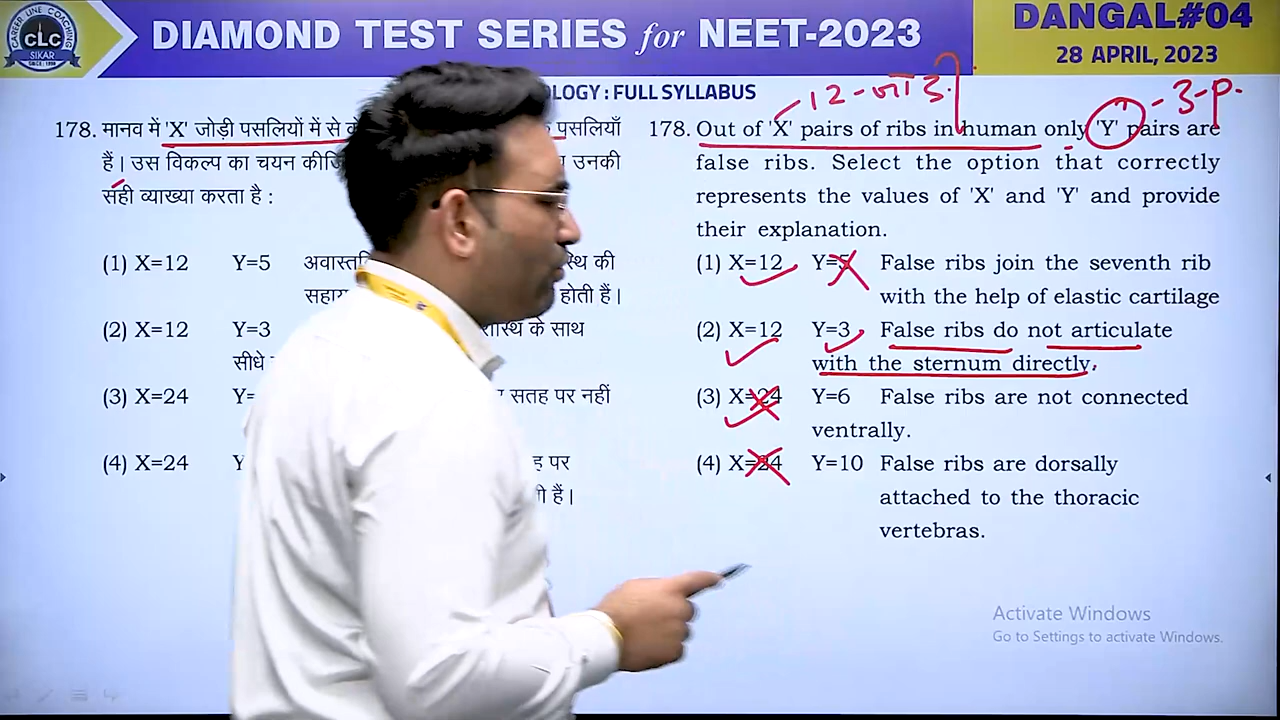 CAREER LINE COACHING
CLC
SIKAR
DIAMOND TEST SERIES for NEET-2023
DANGAL#04
28 APRIL, 2023
OLOGY : FULL SYLLABUS
12-जोड़ी
3-p.
178. मानव में 'X' जोड़ी पसलियों में से पसलियाँ
हैं। उस विकल्प का चयन उनकी
सही व्याख्या करता है :
(1) X=12 Y=5 की
होती हैं।
(2) X=12 Y=3 के साथ
सीधे
(3) X=24 Y= सतह पर नहीं
(4) X=24 Y पर
हैं।
178. Out of 'X' pairs of ribs in human only 'Y' pairs are
false ribs. Select the option that correctly
represents the values of 'X' and 'Y' and provide
their explanation.
(1) X=12 Y=5 False ribs join the seventh rib
with the help of elastic cartilage
(2) X=12 Y=3 False ribs do not articulate
with the sternum directly.
(3) X=24 Y=6 False ribs are not connected
ventrally.
(4) X=24 Y=10 False ribs are dorsally
attached to the thoracic
vertebras.
Activate Windows
Go to Settings to activate Windows.